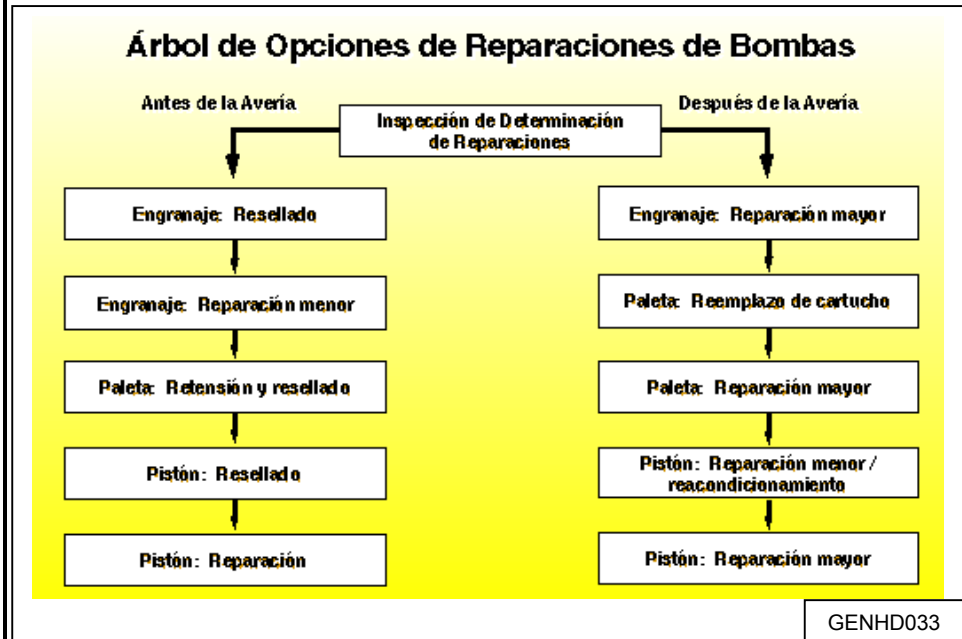 Árbol de Opciones de Reparaciones de Bombas
Antes de la Avería
Después de la Avería
Inspección de Determinación
de Reparaciones
Engranaje: Resellado
Engranaje: Reparación menor
Paleta: Retensión y resellado
Pistón: Resellado
Pistón: Reparación
Engranaje: Reparación mayor
Paleta: Reemplazo de cartucho
Paleta: Reparación mayor
Pistón: Reparación menor /
reacondicionamiento
Pistón: Reparación mayor
GENHD033